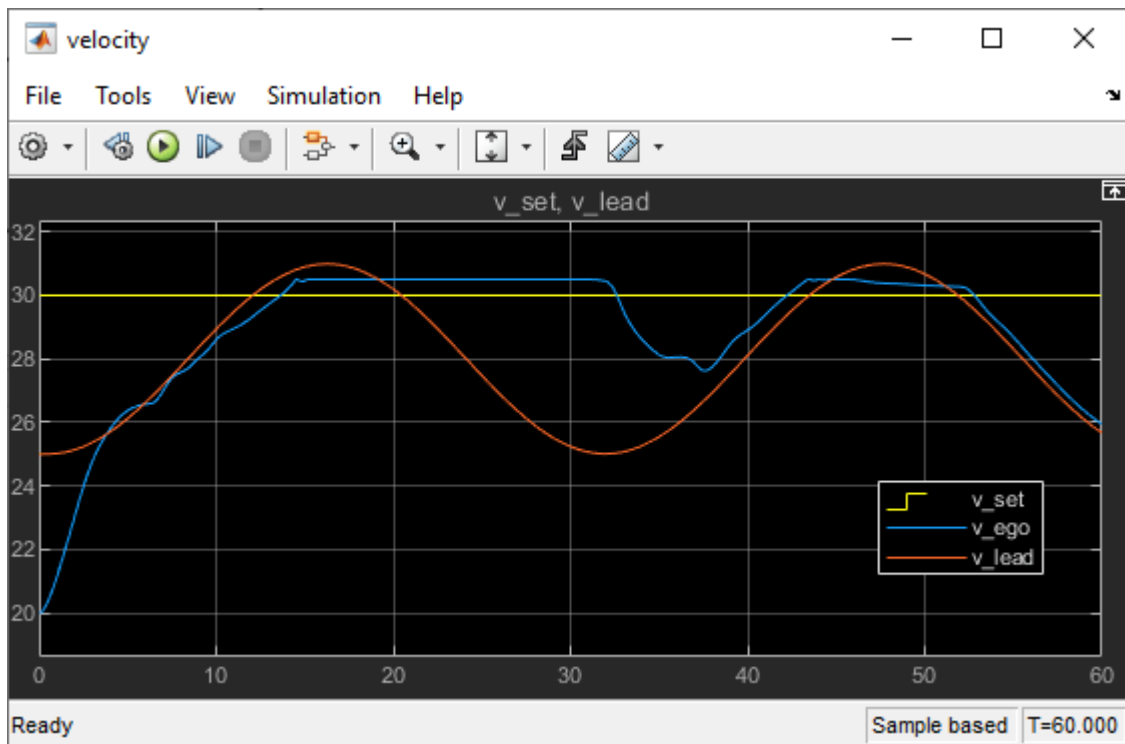 velocity
File Tools View Simulation Help
v_set, v_lead
32
30
28
26
24
22
20
v_set
v_ego
v_lead
0 10 20 30 40 50 60
Ready Sample based T=60.000